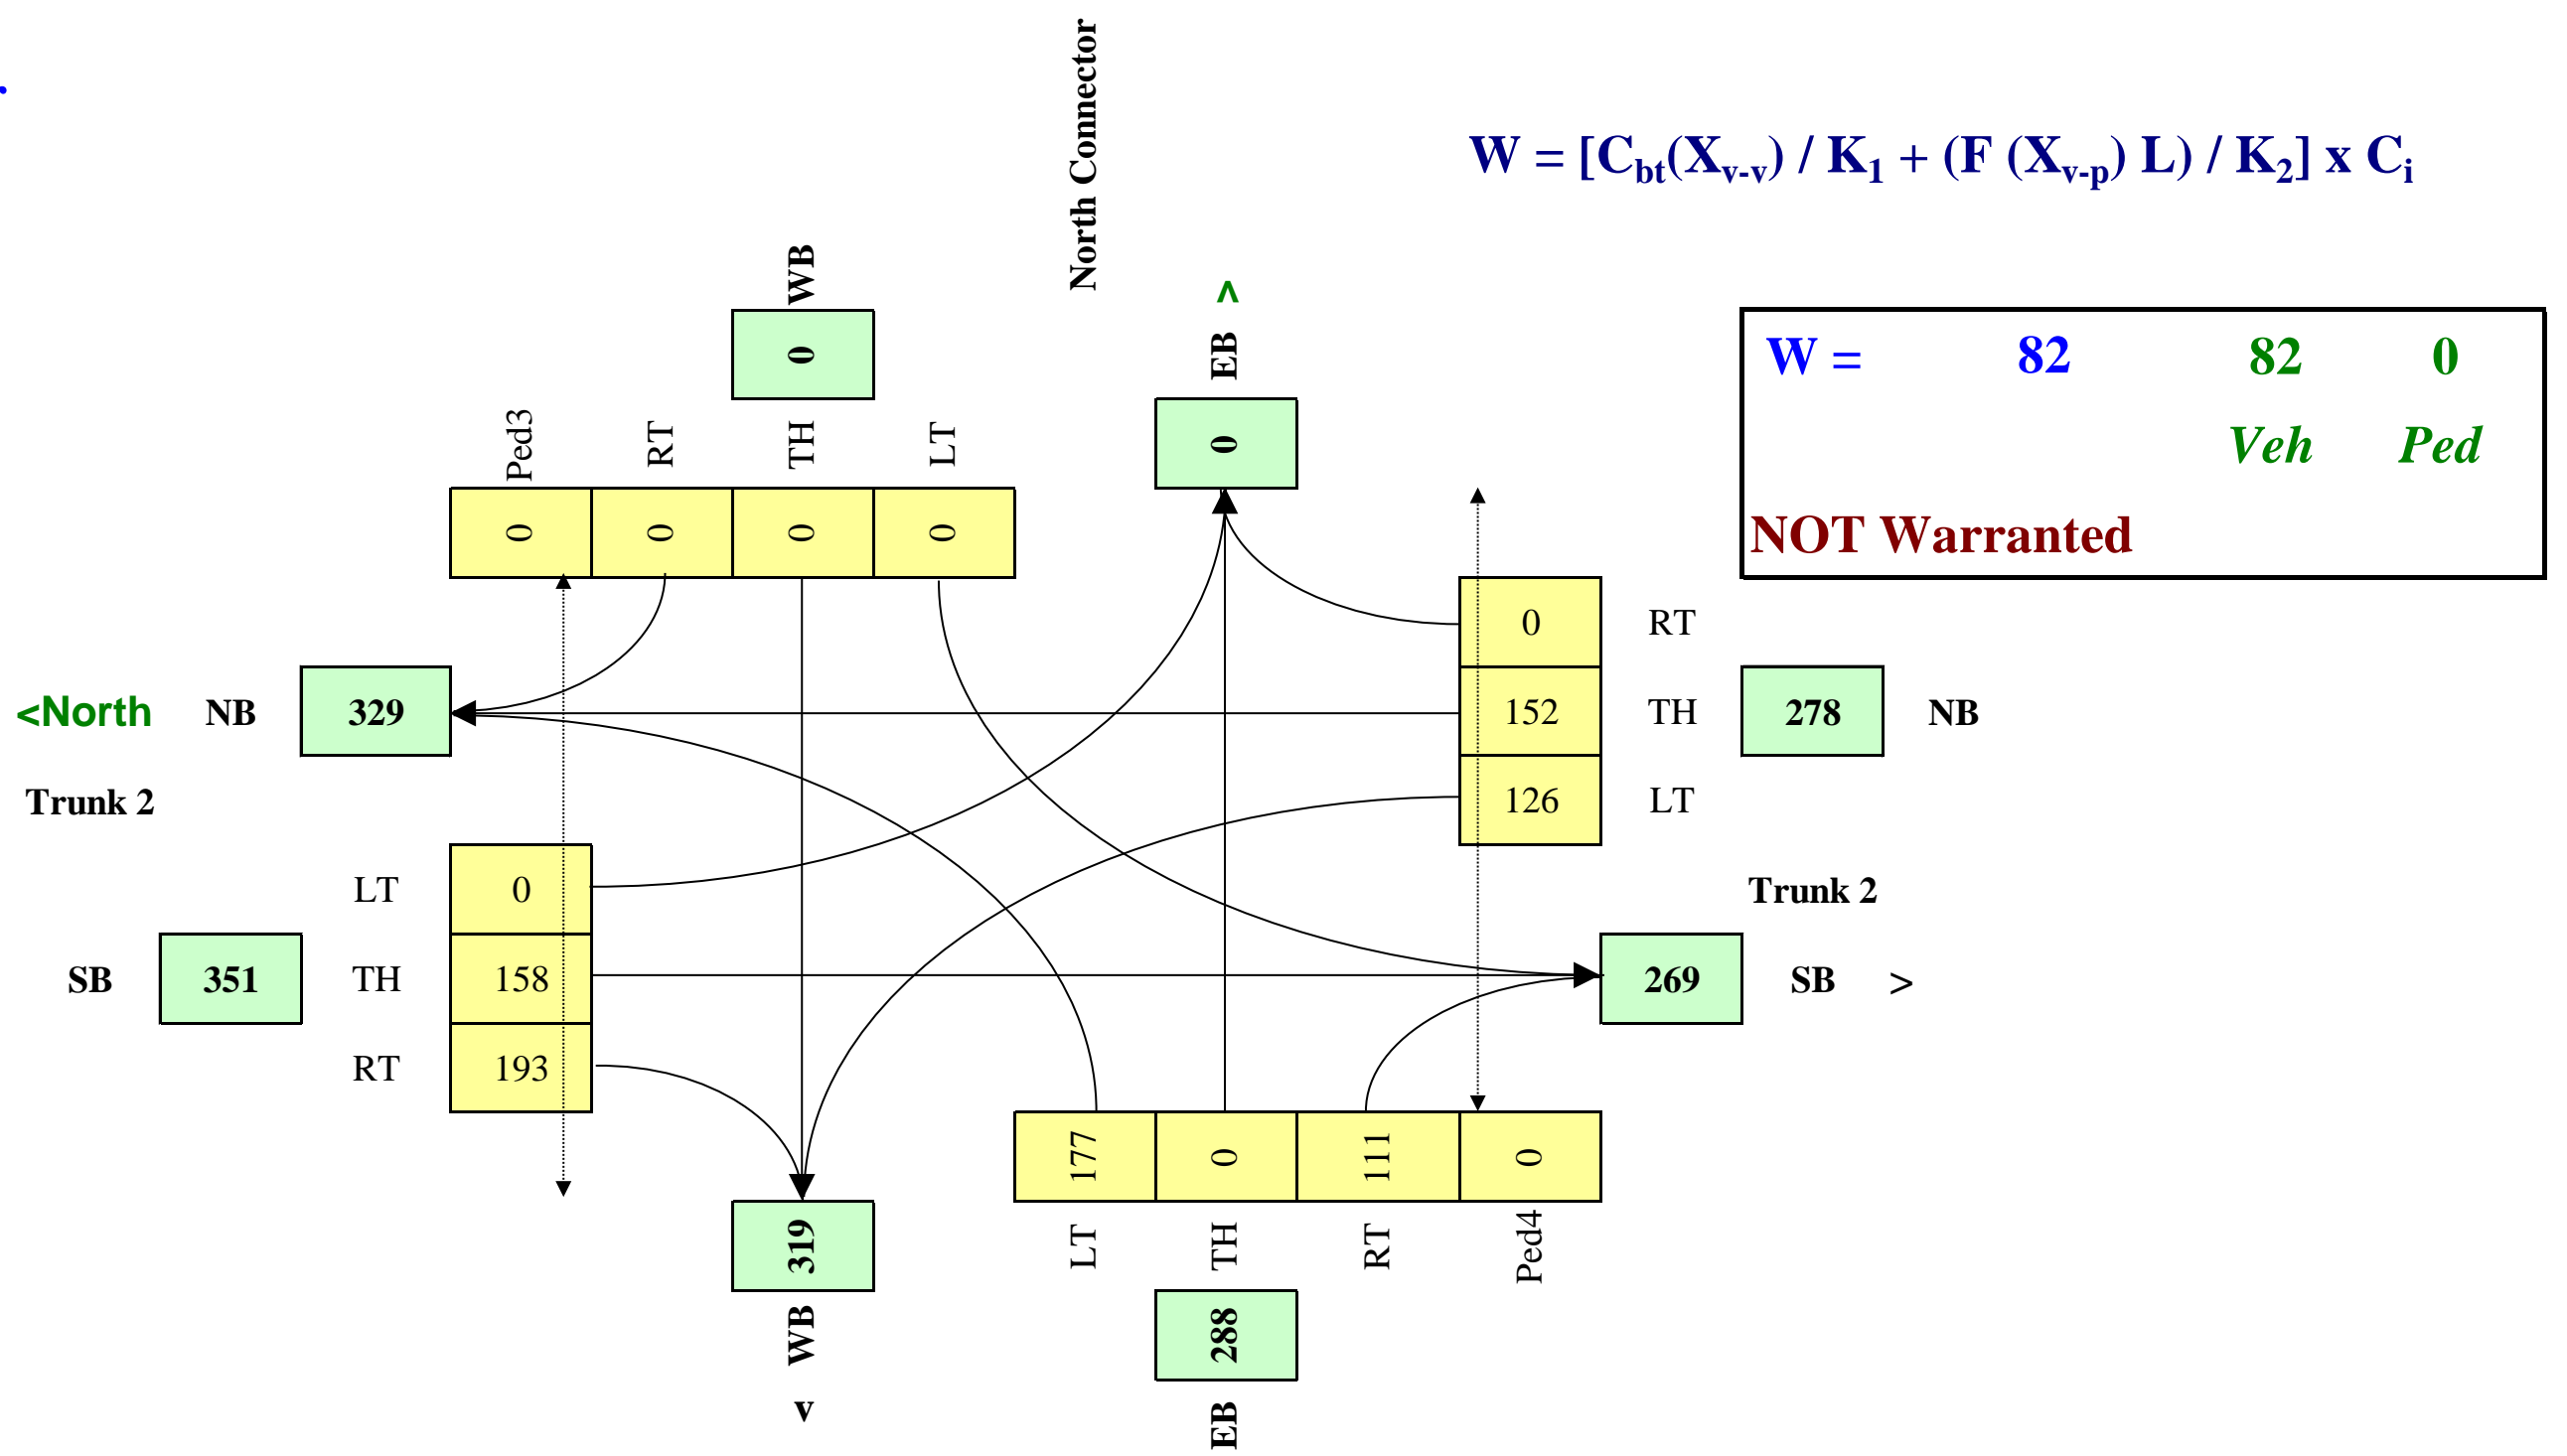 .
North Connector
W = [Cbt(Xv-v) / K1 + (F (Xv-p) L) / K2] x Ci
WB
0
EB ^
0
W = 82 82 0
Veh Ped
NOT Warranted
Ped3 RT TH LT
0 0 0 0
0 RT
<North NB 329
152 TH 278 NB
Trunk 2
126 LT
LT 0
Trunk 2
SB 351 TH 158
269 SB >
RT 193
177 0 111 0
LT TH RT Ped4
319
WB
v
288
EB